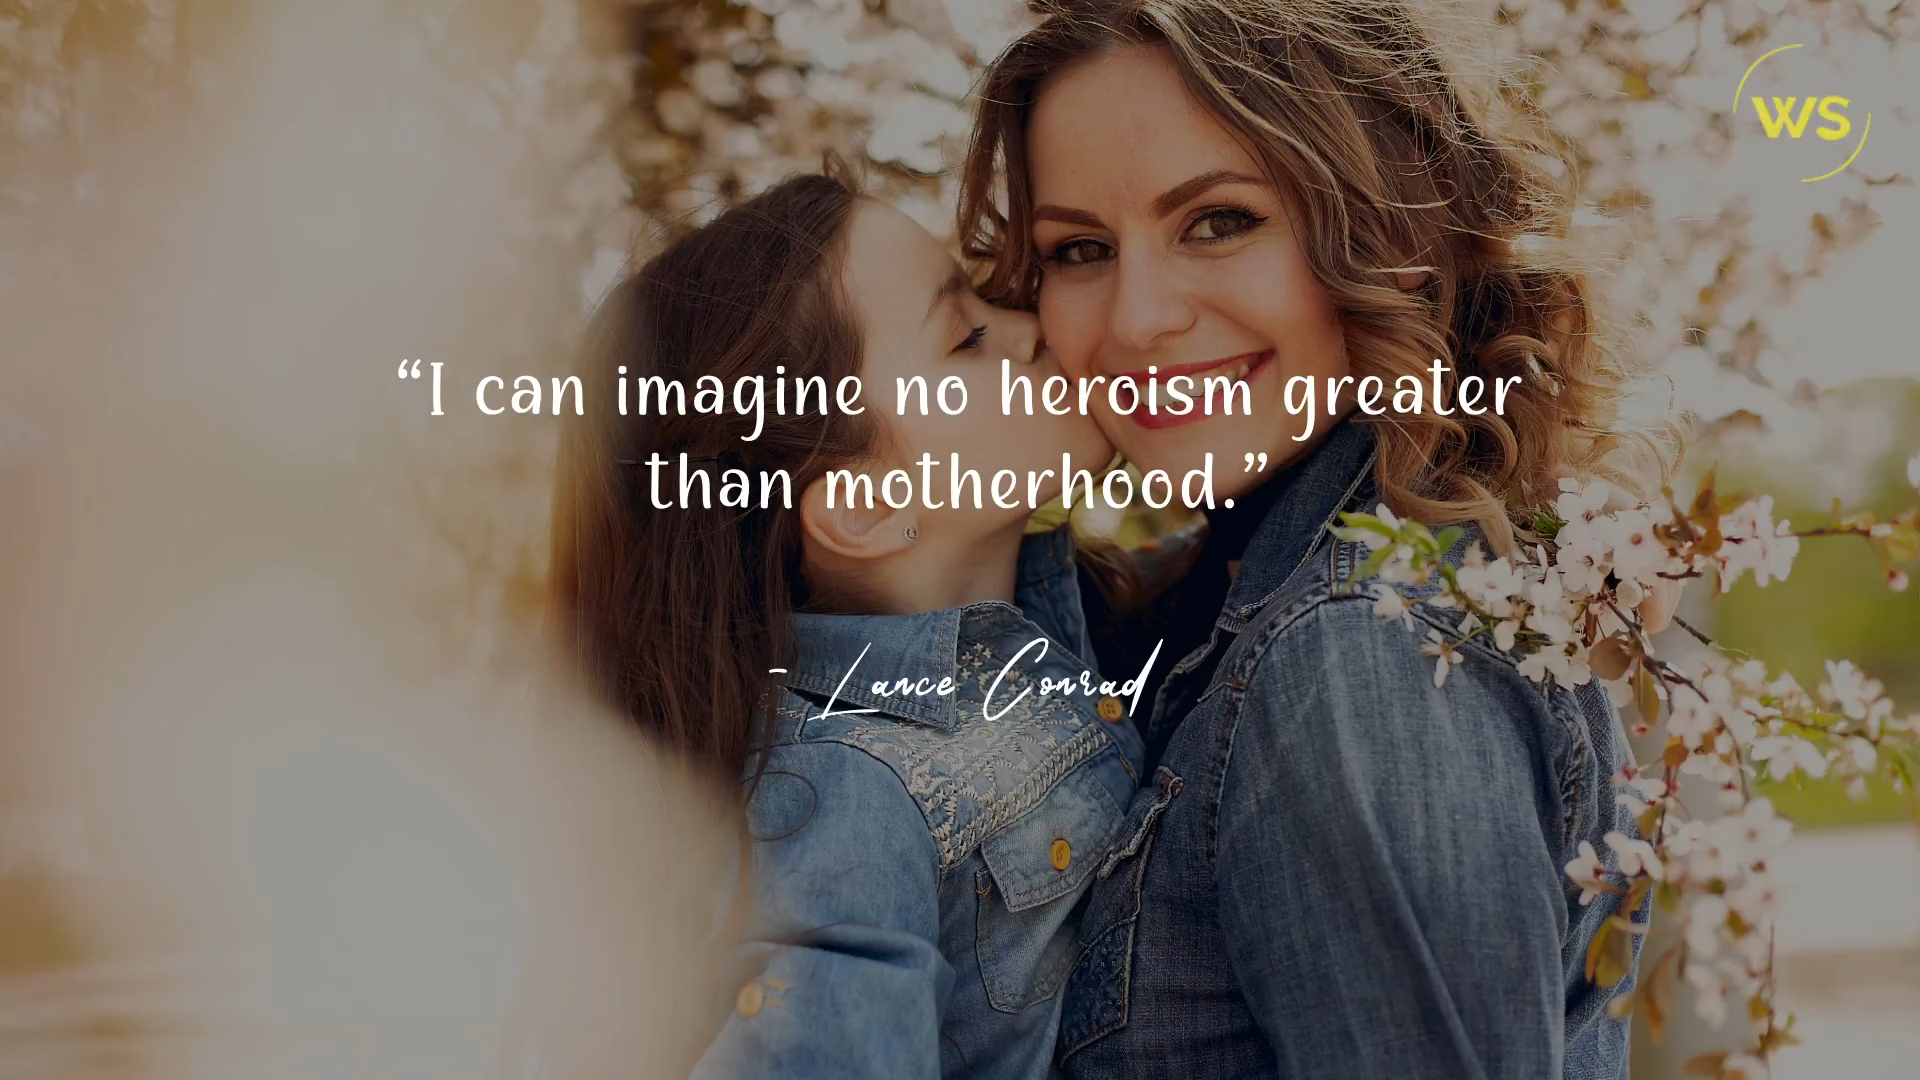 WS
“I can imagine no heroism greater
than motherhood.”
- Lance Conrad